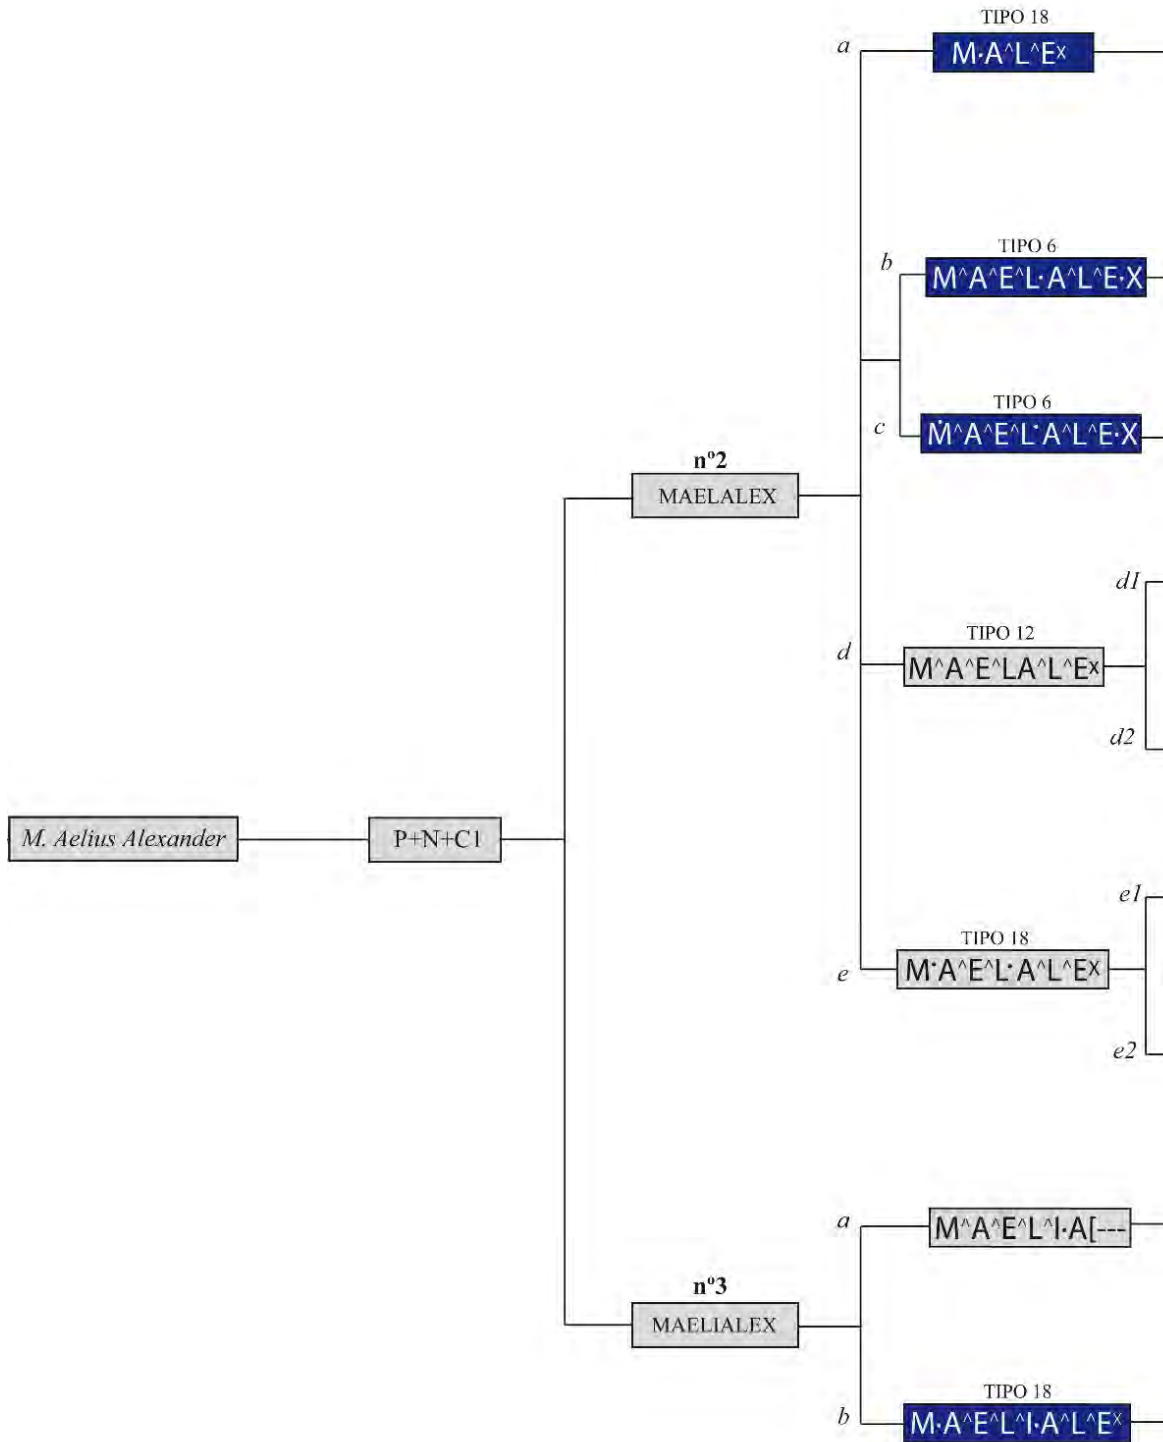 TIPO 18
a
M·A^L^Ex
TIPO 6
b
M^A^E^L·A^L^E·X
TIPO 6
c
Ṁ^A^E^L˙A^L^E·X
nº2
MAELALEX
d1
TIPO 12
d
M^A^E^LA^L^Ex
d2
M. Aelius Alexander
P+N+C1
e1
TIPO 18
e
M˙A^E^L˙A^L^EX
e2
a
M^A^E^L^I·A[---
nº3
MAELIALEX
TIPO 18
b
M·A^E^L^I·A^L^EX